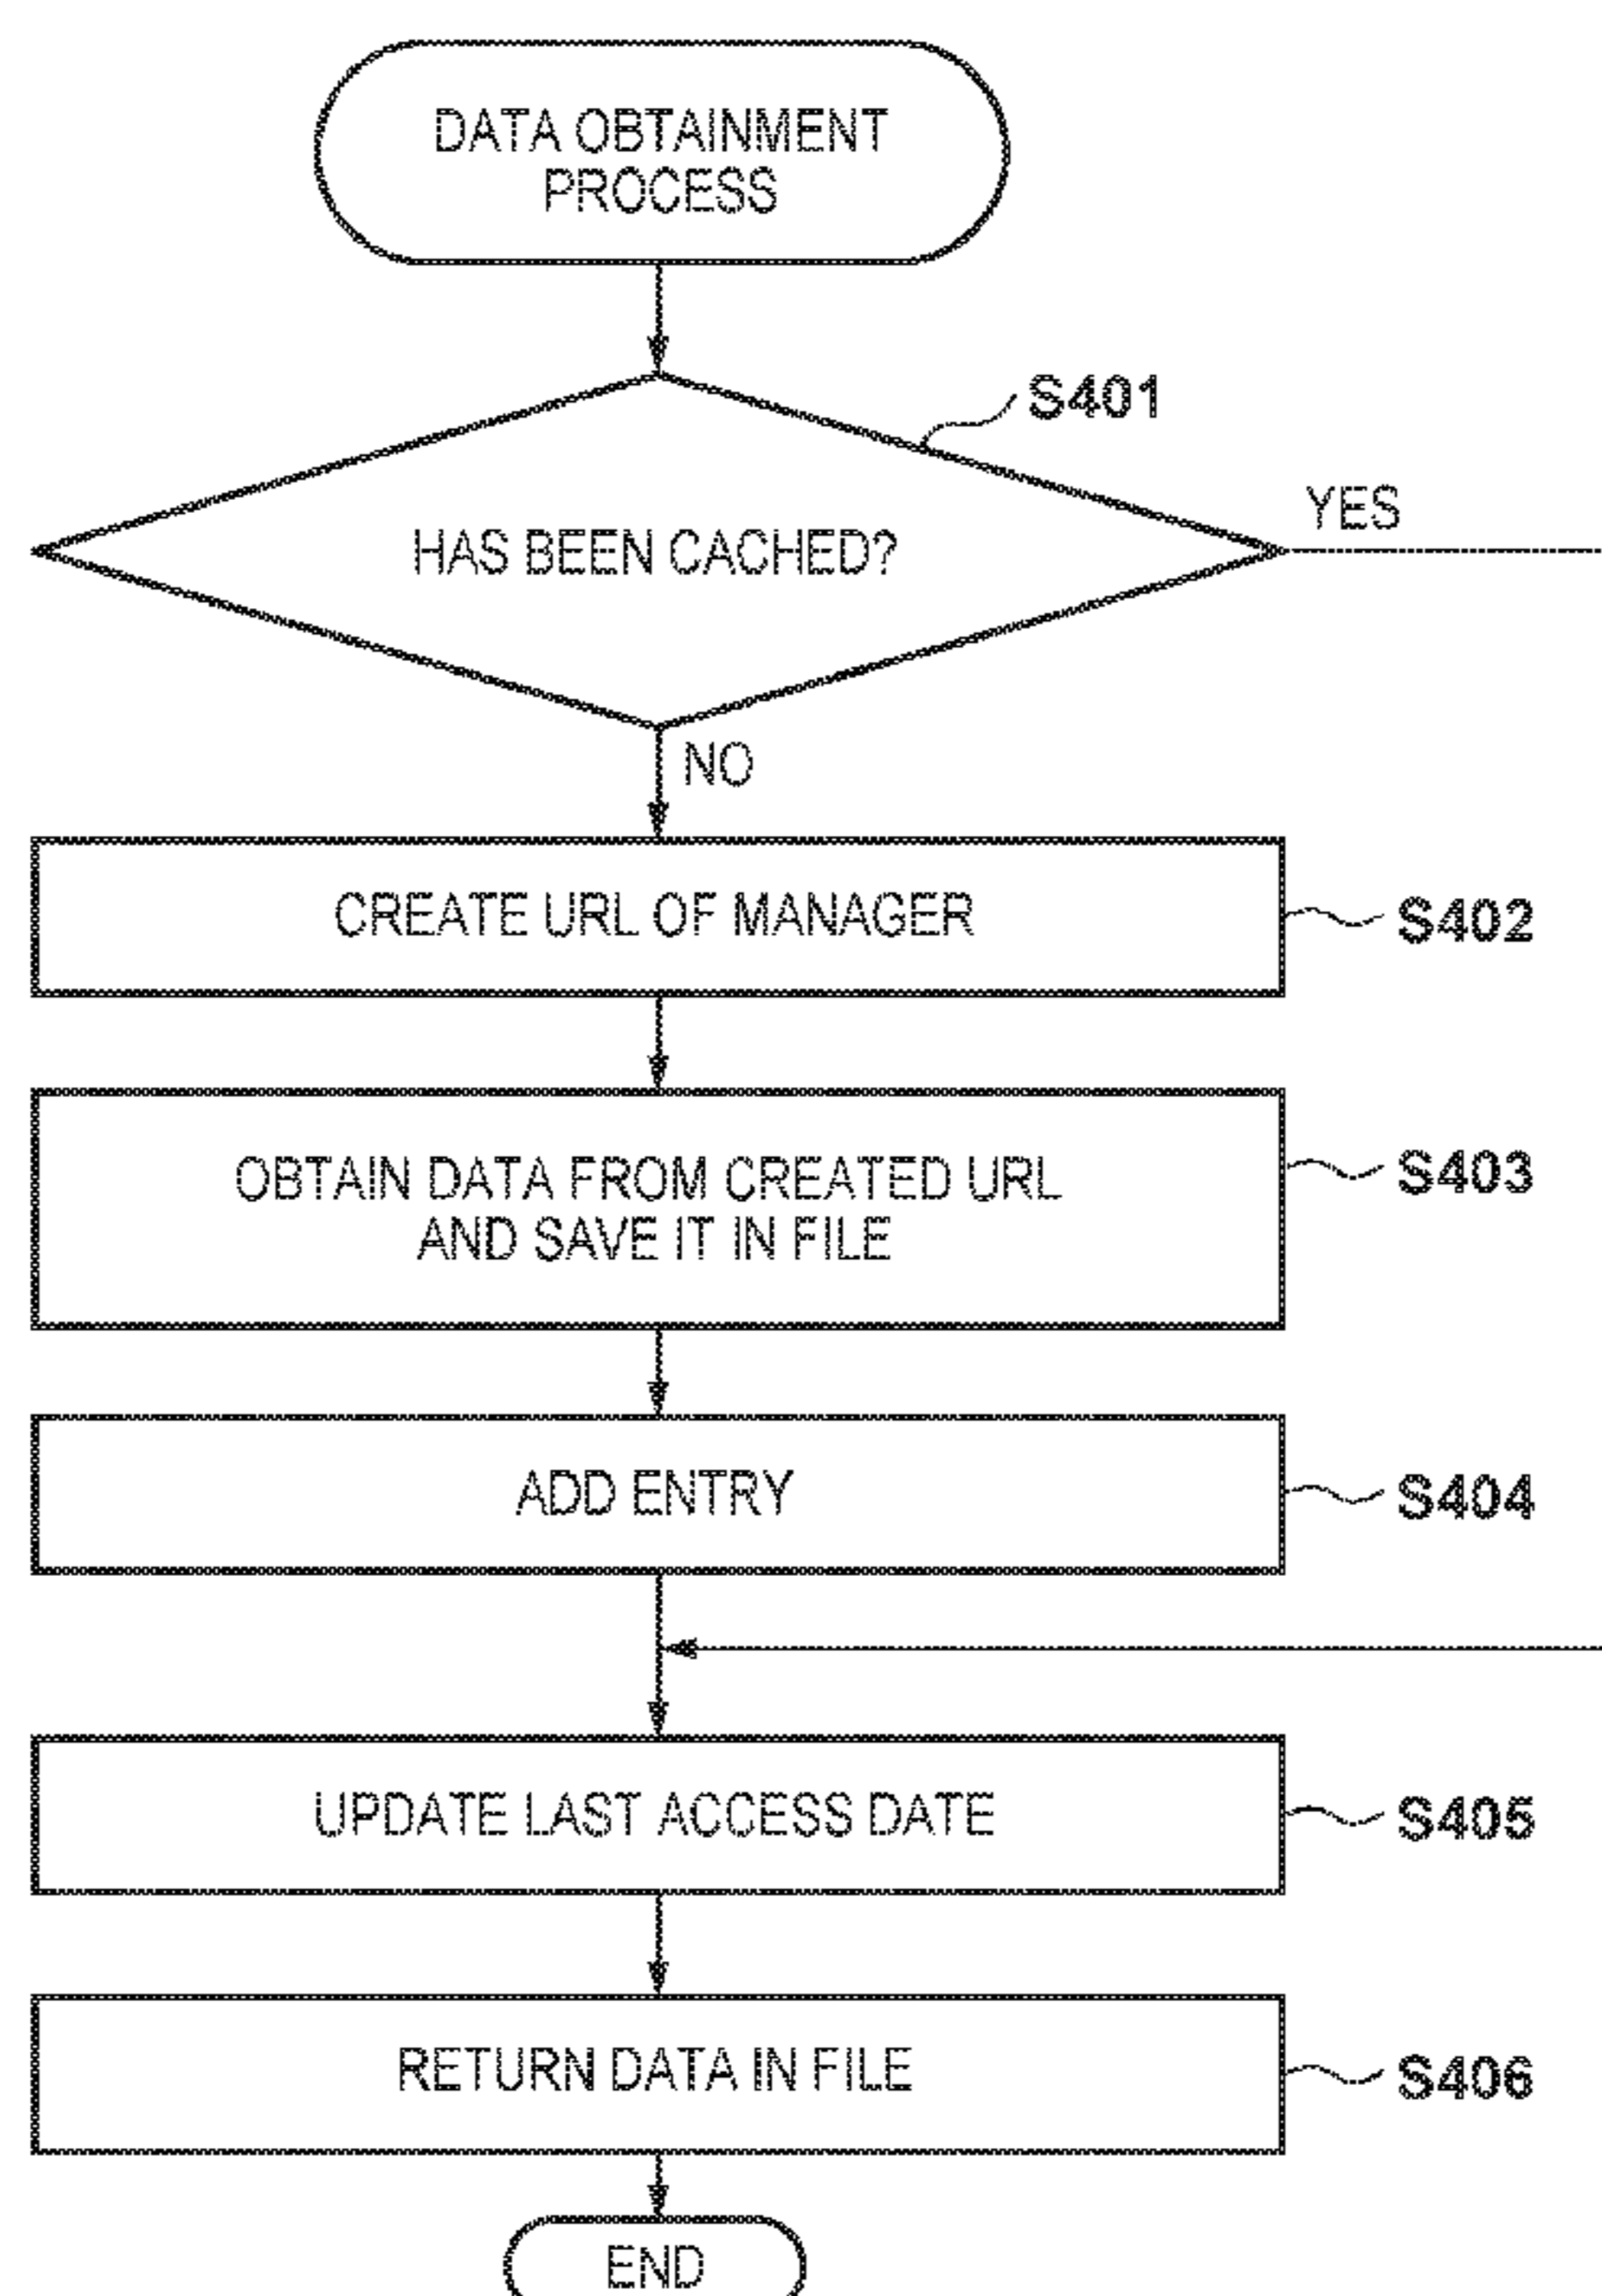 DATA OBTAINMENT
PROCESS
S401
HAS BEEN CACHED?
YES
NO
CREATE URL OF MANAGER
S402
OBTAIN DATA FROM CREATED URL
AND SAVE IT IN FILE
S403
ADD ENTRY
S404
UPDATE LAST ACCESS DATE
S405
RETURN DATA IN FILE
S406
END